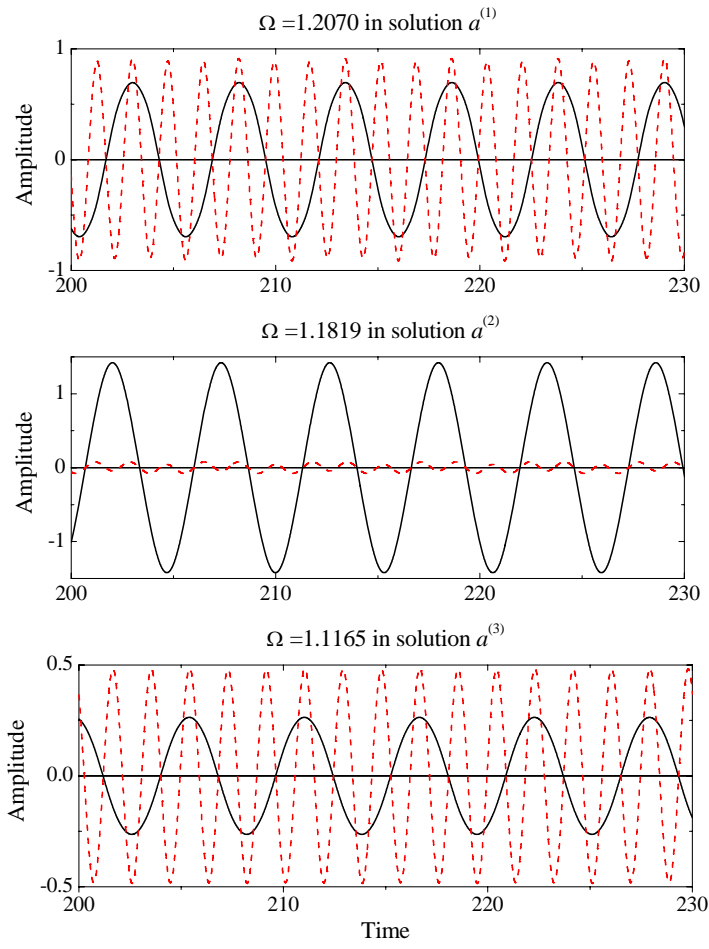 Ω =1.2070 in solution a⁽¹⁾
1
0
-1
Amplitude
200 210 220 230
Ω =1.1819 in solution a⁽²⁾
1
0
-1
Amplitude
200 210 220 230
Ω =1.1165 in solution a⁽³⁾
0.5
0.0
-0.5
Amplitude
200 210 220 230
Time